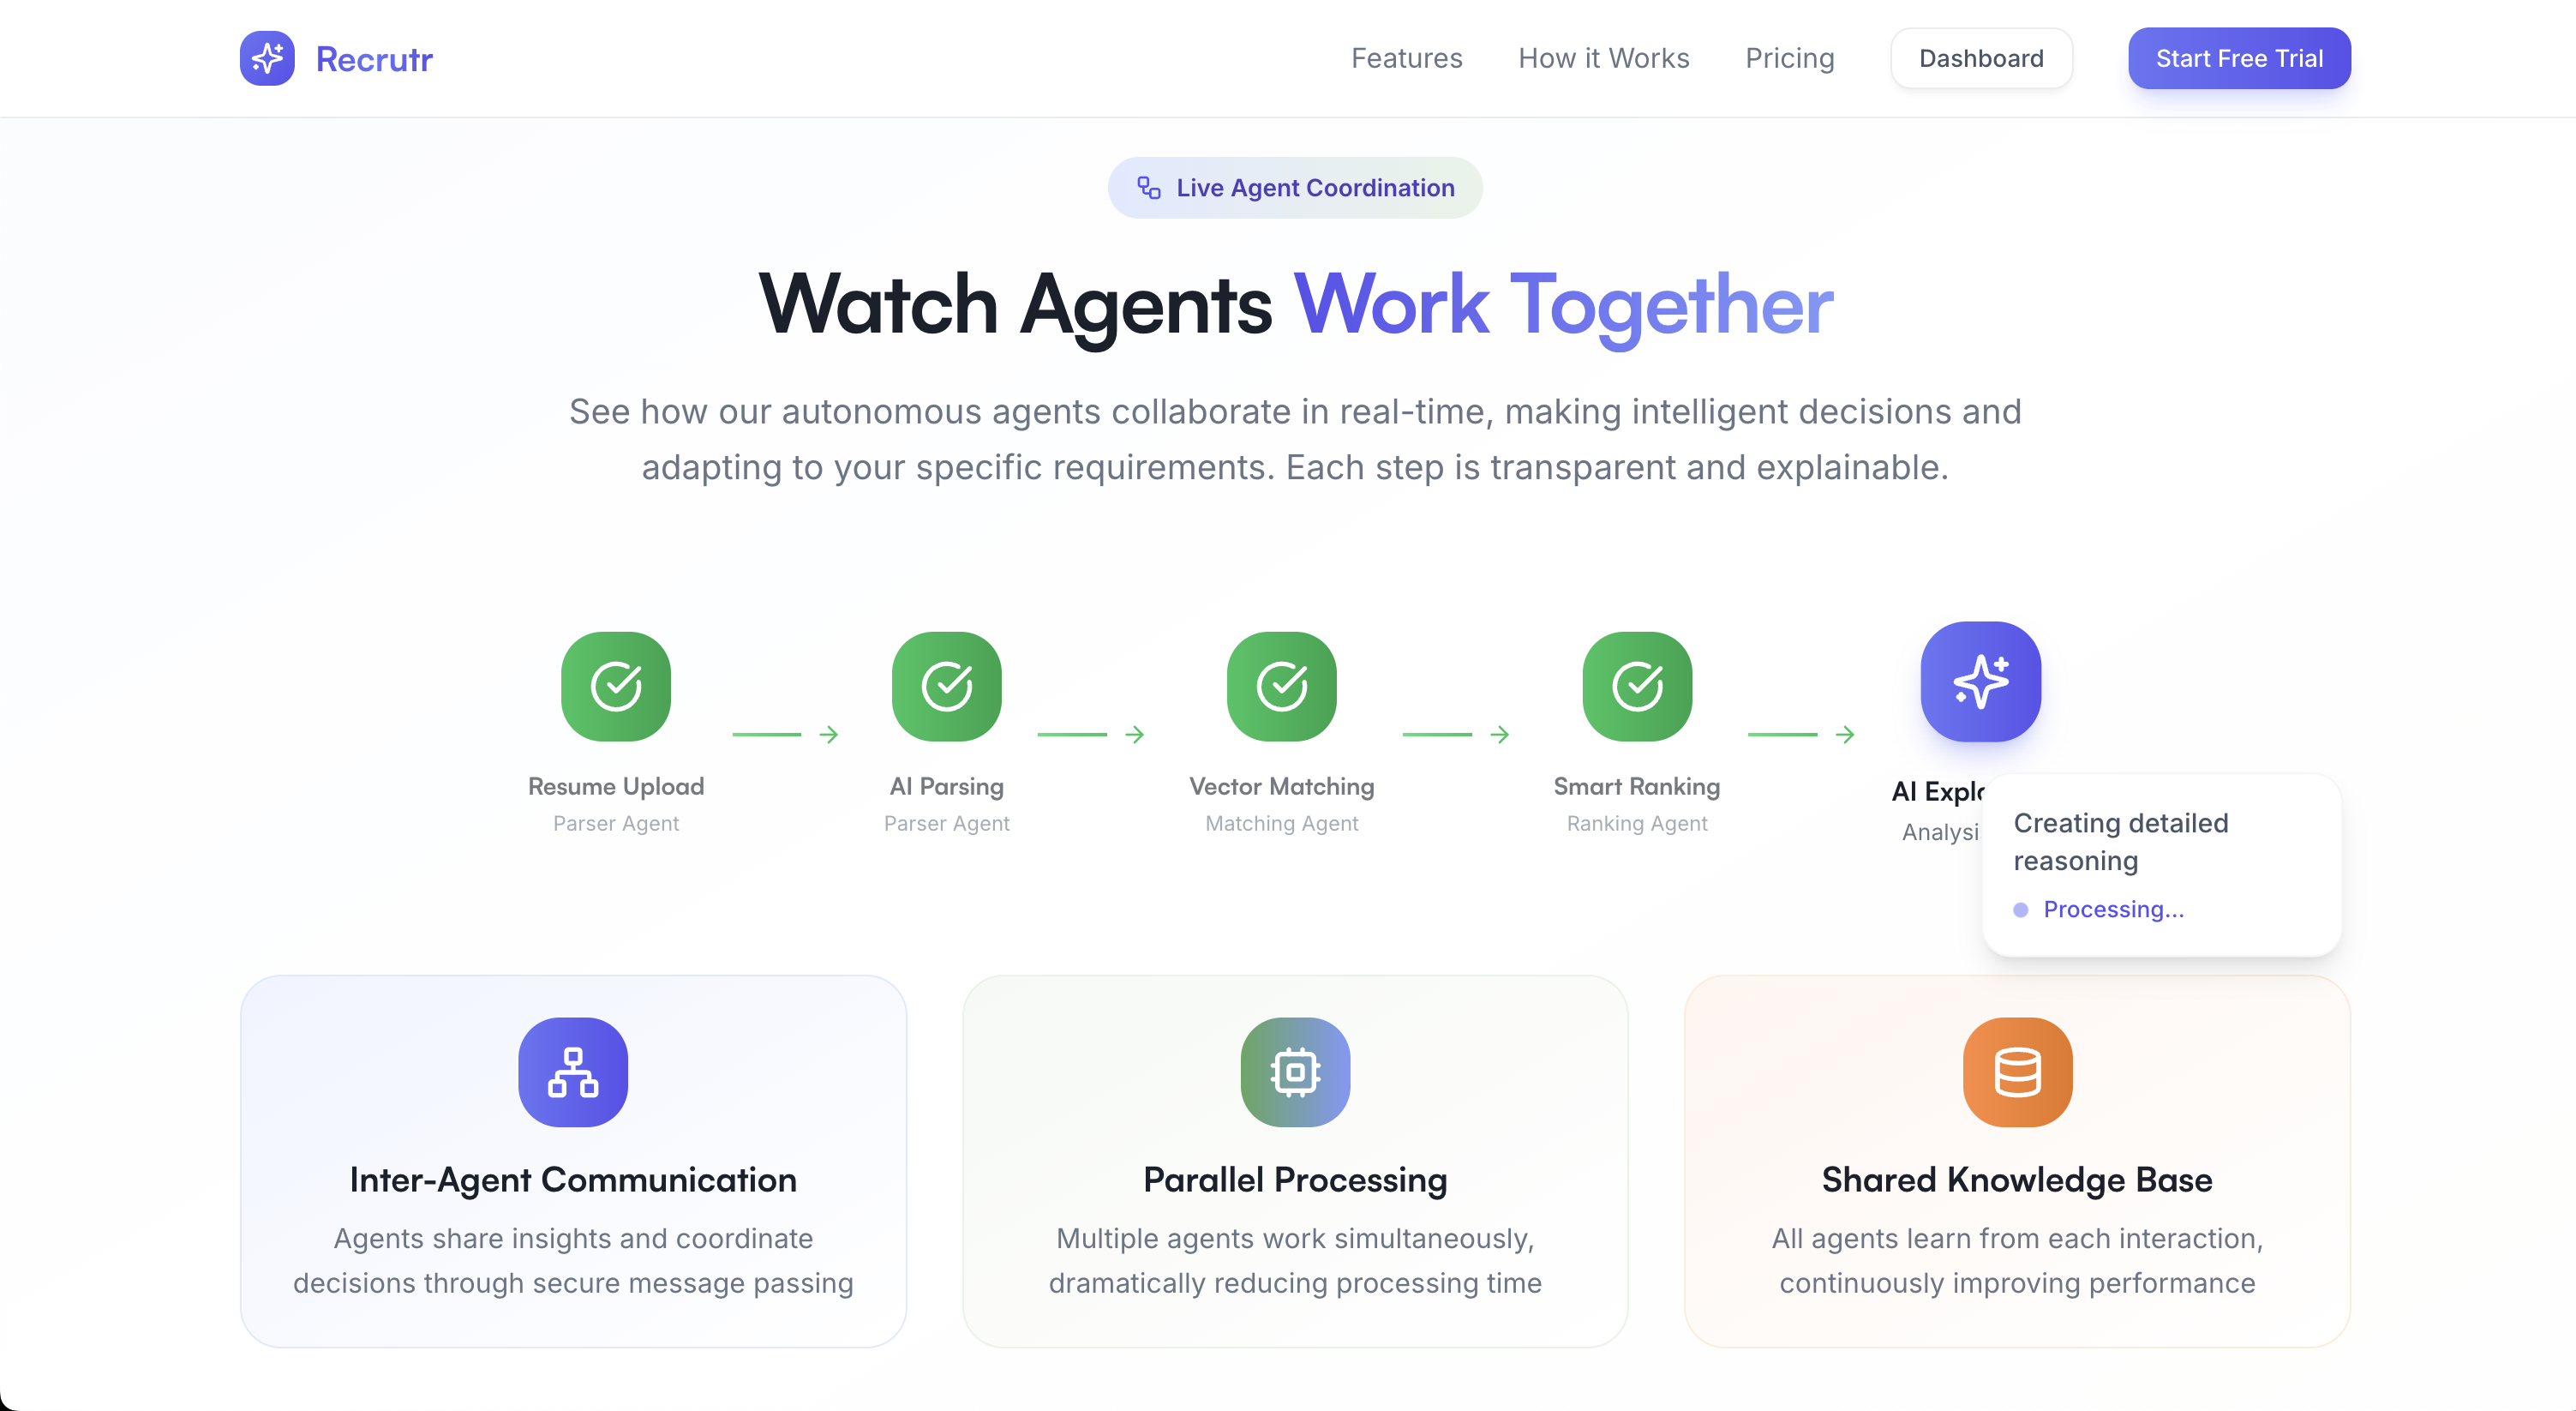 Recrutr
Features
How it Works
Pricing
Dashboard
Start Free Trial
Live Agent Coordination
Watch Agents Work Together
See how our autonomous agents collaborate in real-time, making intelligent decisions and
adapting to your specific requirements. Each step is transparent and explainable.
Resume Upload
Parser Agent
AI Parsing
Parser Agent
Vector Matching
Matching Agent
Smart Ranking
Ranking Agent
AI
Creating detailed
reasoning
Processing...
Inter-Agent Communication
Agents share insights and coordinate
decisions through secure message passing
Parallel Processing
Multiple agents work simultaneously,
dramatically reducing processing time
Shared Knowledge Base
All agents learn from each interaction,
continuously improving performance